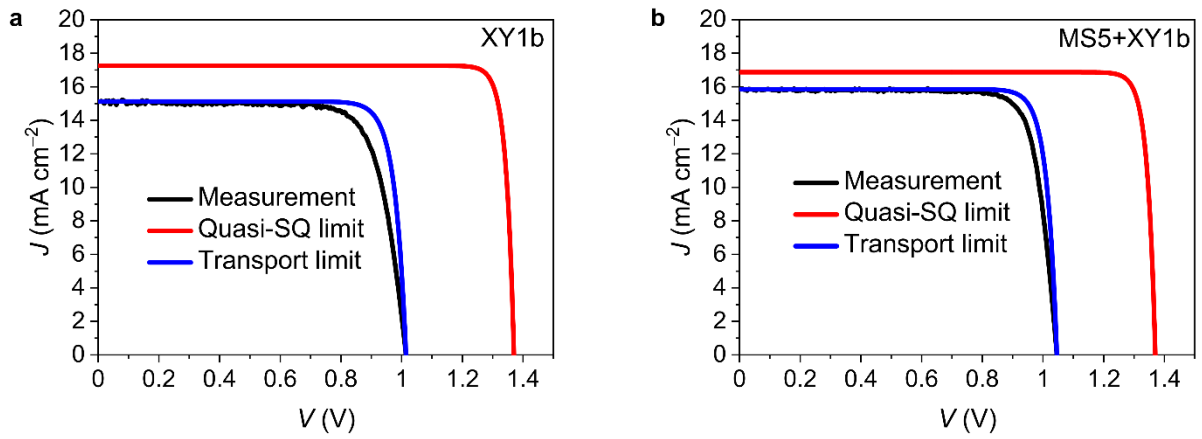 a
XY1b
20
18
16
14
12
10
8
6
4
2
0
J (mA cm⁻²)
Measurement
Quasi-SQ limit
Transport limit
0 0.2 0.4 0.6 0.8 1 1.2 1.4
V (V)
b
MS5+XY1b
20
18
16
14
12
10
8
6
4
2
0
J (mA cm⁻²)
Measurement
Quasi-SQ limit
Transport limit
0 0.2 0.4 0.6 0.8 1 1.2 1.4
V (V)